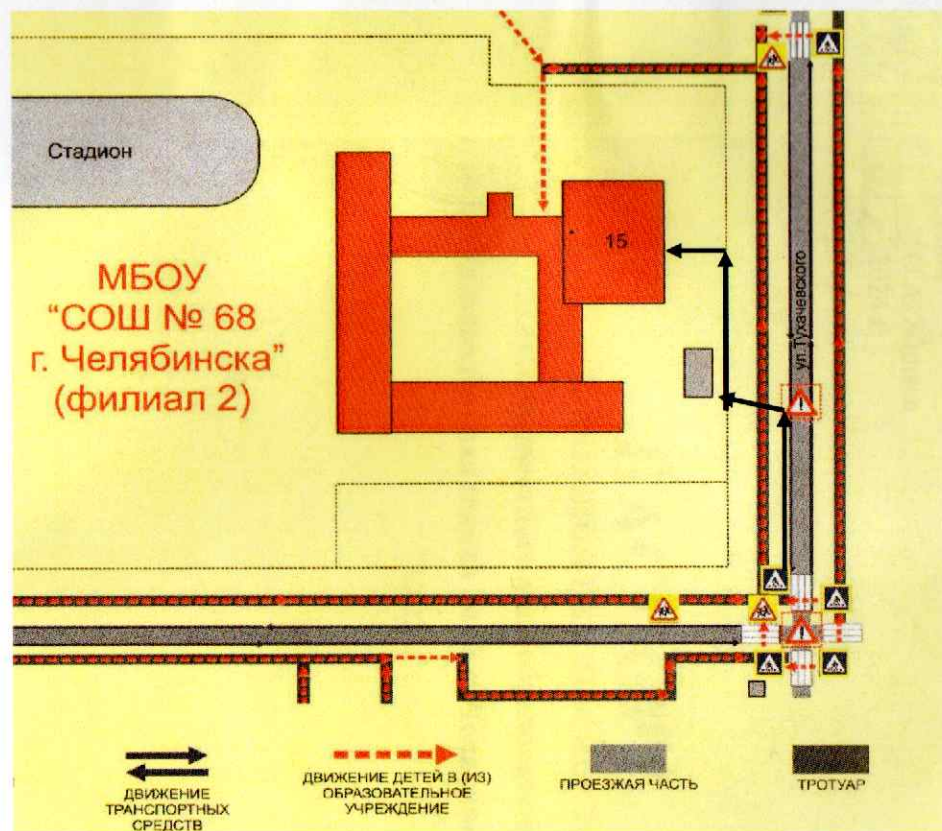 Стадион
15
ул.Тухачевского
МБОУ
"СОШ № 68
г. Челябинска"
(филиал 2)
ДВИЖЕНИЕ
ТРАНСПОРТНЫХ
СРЕДСТВ
ДВИЖЕНИЕ ДЕТЕЙ В (ИЗ)
ОБРАЗОВАТЕЛЬНОЕ
УЧРЕЖДЕНИЕ
ПРОЕЗЖАЯ ЧАСТЬ
ТРОТУАР